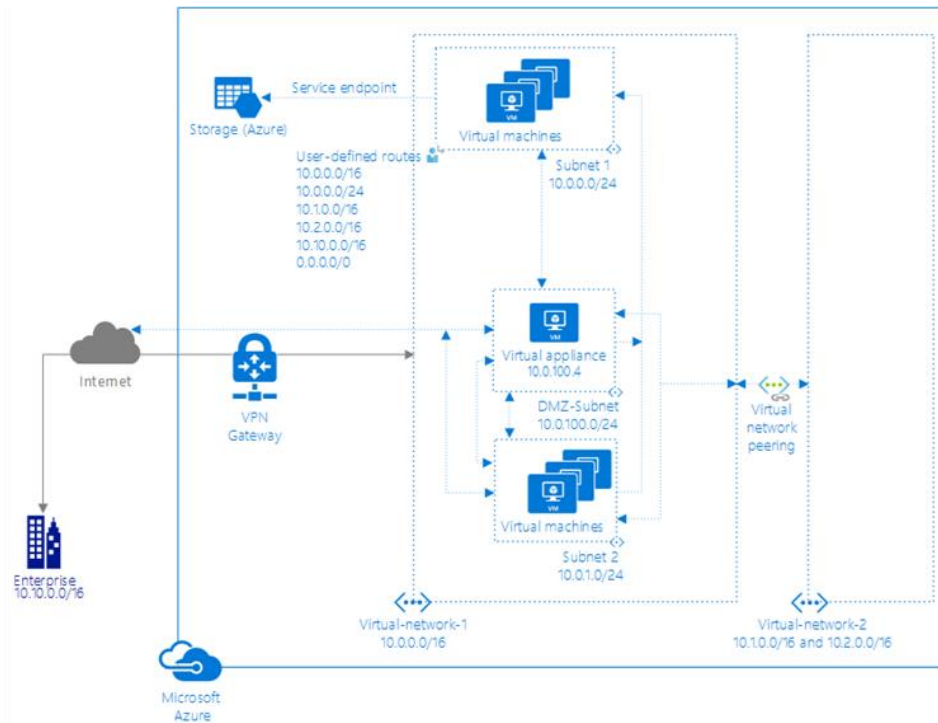 Service endpoint
Storage (Azure)
VM
Virtual machines
User-defined routes
10.0.0.0/16
10.0.0.0/24
10.1.0.0/16
10.2.0.0/16
10.10.0.0/16
0.0.0.0/0
Subnet 1
10.0.0.0/24
Internet
VPN
Gateway
VM
Virtual appliance
10.0.100.4
DMZ-Subnet
10.0.100.0/24
Virtual
network
peering
VM
Virtual machines
Subnet 2
10.0.1.0/24
Enterprise
10.10.0.0/16
Virtual-network-1
10.0.0.0/16
Virtual-network-2
10.1.0.0/16 and 10.2.0.0/16
Microsoft
Azure